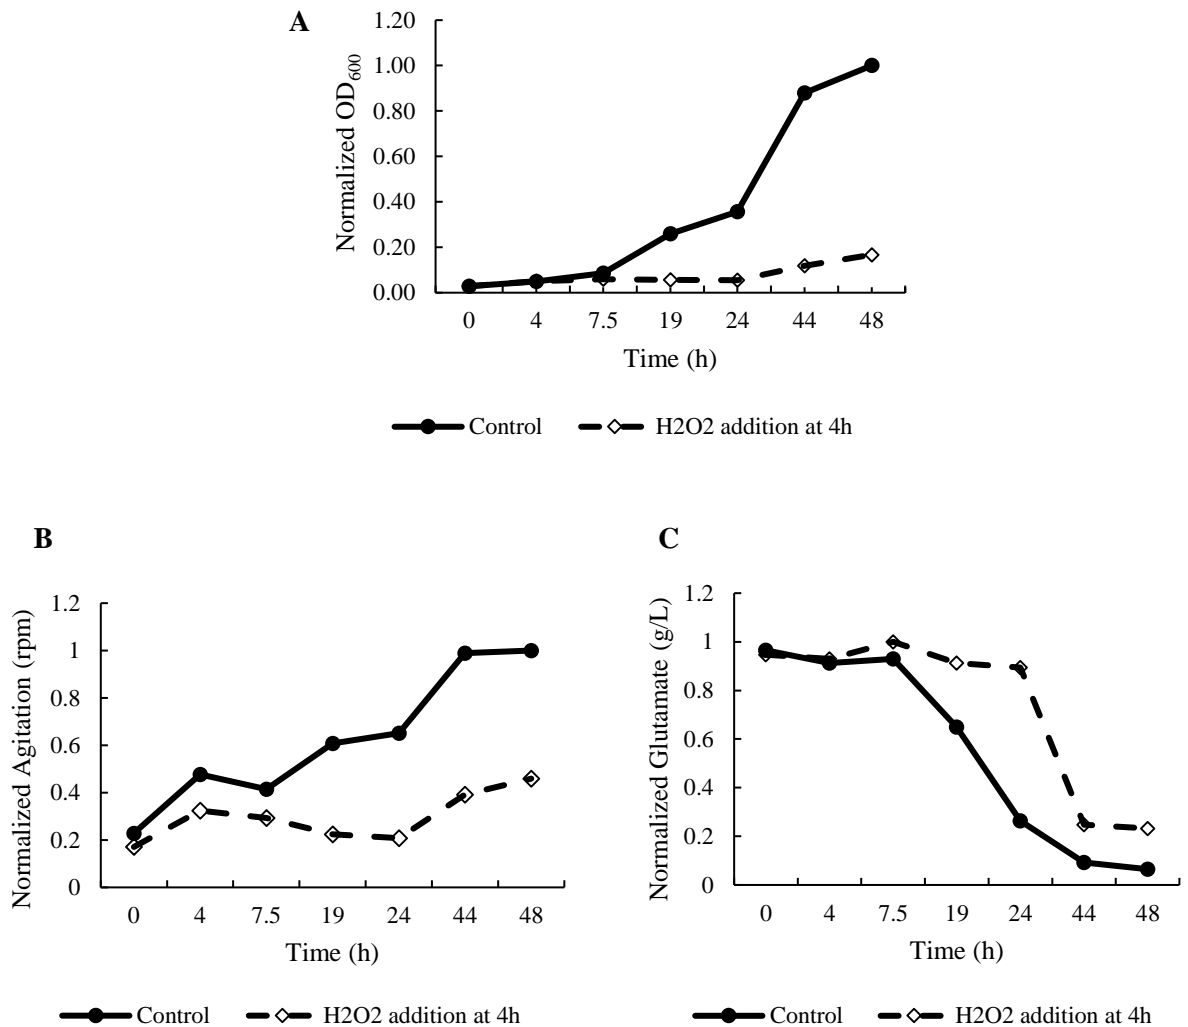 A
Normalized OD600
1.20
1.00
0.80
0.60
0.40
0.20
0.00
0 4 7.5 19 24 44 48
Time (h)
Control H2O2 addition at 4h
B
Normalized Agitation (rpm)
1.2
1
0.8
0.6
0.4
0.2
0
0 4 7.5 19 24 44 48
Time (h)
Control H2O2 addition at 4h
C
Normalized Glutamate (g/L)
1.2
1
0.8
0.6
0.4
0.2
0
0 4 7.5 19 24 44 48
Time (h)
Control H2O2 addition at 4h